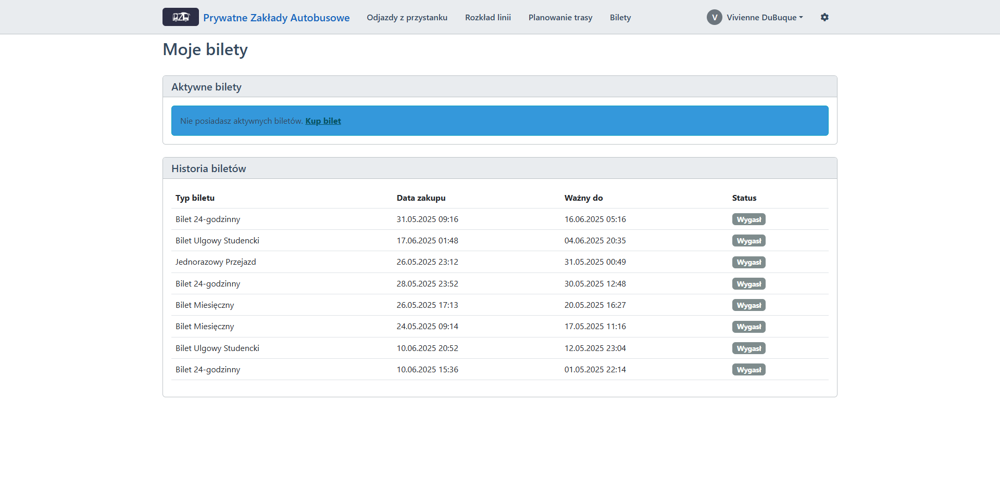 PZA Prywatne Zakłady Autobusowe Odjazdy z przystanku Rozkład linii Planowanie trasy Bilety V Vivienne DuBuque
Moje bilety
Aktywne bilety
Nie posiadasz aktywnych biletów. Kup bilet
Historia biletów
Typ biletu Data zakupu Ważny do Status
Bilet 24-godzinny 31.05.2025 09:16 16.06.2025 05:16 Wygasł
Bilet Ulgowy Studencki 17.06.2025 01:48 04.06.2025 20:35 Wygasł
Jednorazowy Przejazd 26.05.2025 23:12 31.05.2025 00:49 Wygasł
Bilet 24-godzinny 28.05.2025 23:52 30.05.2025 12:48 Wygasł
Bilet Miesięczny 26.05.2025 17:13 20.05.2025 16:27 Wygasł
Bilet Miesięczny 24.05.2025 09:14 17.05.2025 11:16 Wygasł
Bilet Ulgowy Studencki 10.06.2025 20:52 12.05.2025 23:04 Wygasł
Bilet 24-godzinny 10.06.2025 15:36 01.05.2025 22:14 Wygasł